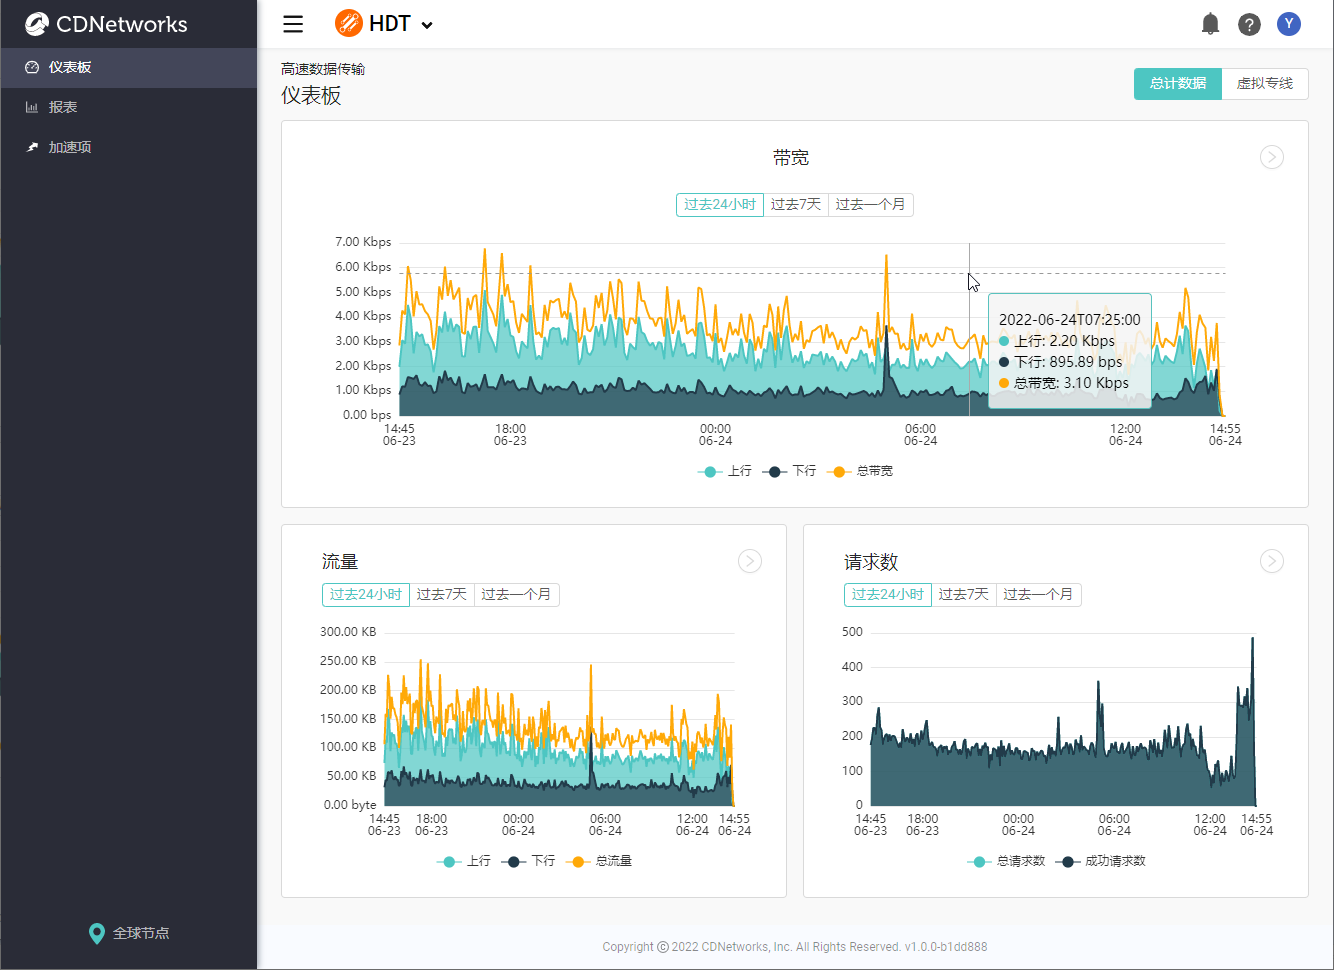 CDNetworks
HDT
?
Y
仪表板
报表
加速项
全球节点
高速数据传输
仪表板
总计数据 虚拟专线
带宽
过去24小时 过去7天 过去一个月
7.00 Kbps
6.00 Kbps
5.00 Kbps
4.00 Kbps
3.00 Kbps
2.00 Kbps
1.00 Kbps
0.00 bps
14:45 18:00 00:00 06:00 12:00 14:55
06-23 06-23 06-24 06-24 06-24 06-24
2022-06-24T07:25:00
上行: 2.20 Kbps
下行: 895.89 bps
总带宽: 3.10 Kbps
上行 下行 总带宽
流量
过去24小时 过去7天 过去一个月
300.00 KB
250.00 KB
200.00 KB
150.00 KB
100.00 KB
50.00 KB
0.00 byte
14:45 18:00 00:00 06:00 12:00 14:55
06-23 06-23 06-24 06-24 06-24 06-24
上行 下行 总流量
请求数
过去24小时 过去7天 过去一个月
500
400
300
200
100
0
14:45 18:00 00:00 06:00 12:00 14:55
06-23 06-23 06-24 06-24 06-24 06-24
总请求数 成功请求数
Copyright ⓒ 2022 CDNetworks, Inc. All Rights Reserved. v1.0.0-b1dd888